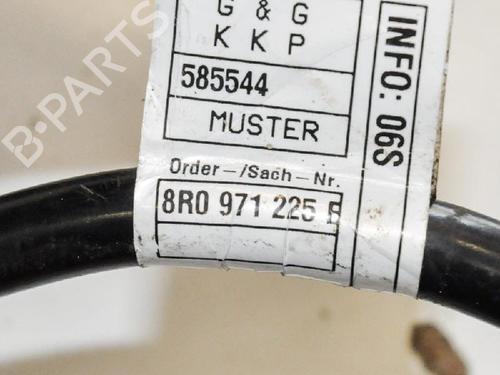 G & G
K K P
585544
MUSTER
Order-/Sach-Nr.
8R0 971 225
INFO: 06S
B-PARTS